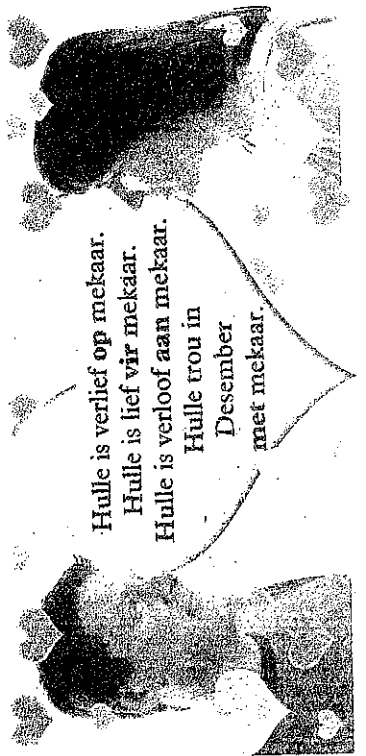 Hulle is verlief op mekaar.
Hulle is lief vir mekaar.
Hulle is verloof aan mekaar.
Hulle trou in
Desember
met mekaar.